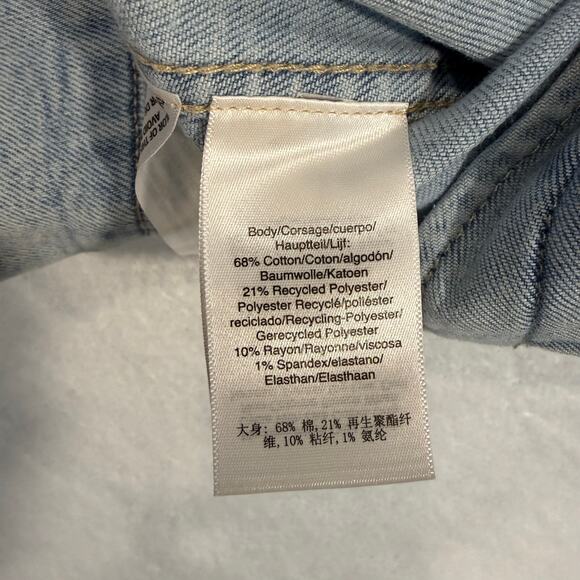 Body/Corsage/cuerpo/
Hauptteil/Lijf:
68% Cotton/Coton/algodón/
Baumwolle/Katoen
21% Recycled Polyester/
Polyester Recyclé/poliéster
reciclado/Recycling-Polyester/
Gerecycled Polyester
10% Rayon/Rayonne/viscosa
1% Spandex/elastano/
Elasthan/Elasthaan
大身: 68% 棉,21% 再生聚酯纤
维,10% 粘纤,1% 氨纶